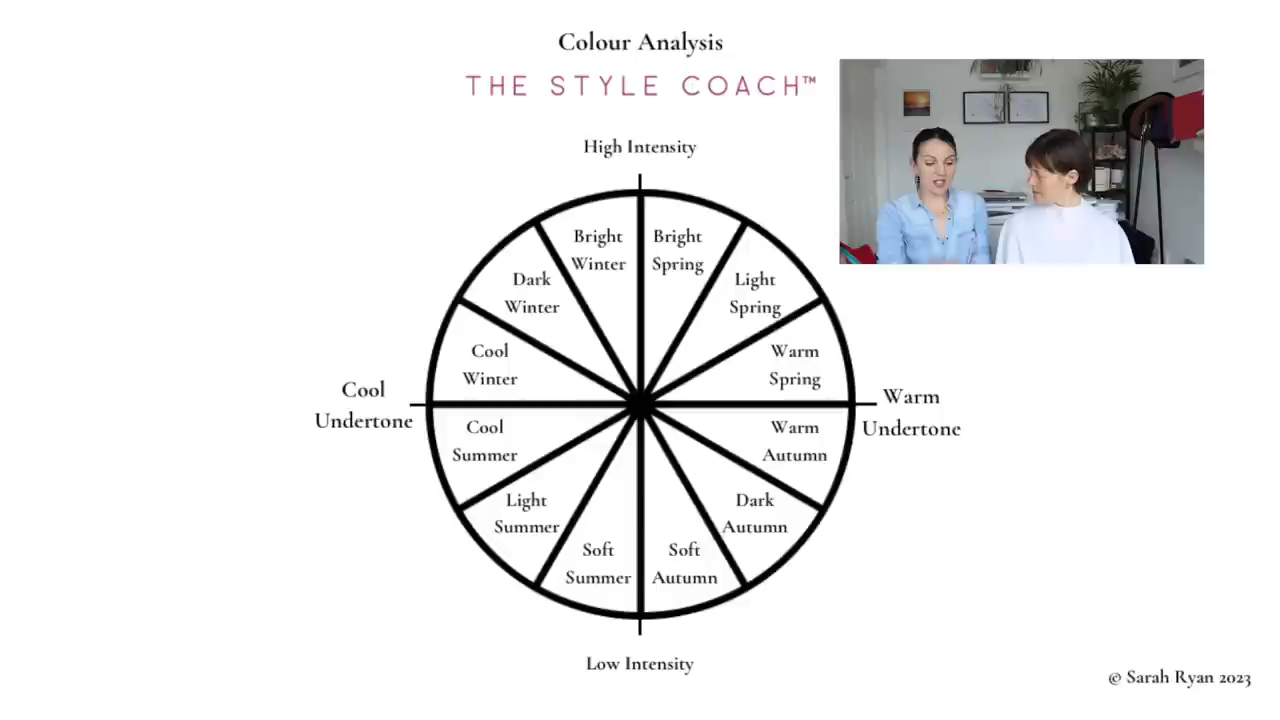 Colour Analysis
THE STYLE COACH™
High Intensity
Bright
Winter
Bright
Spring
Dark
Winter
Light
Spring
Cool
Winter
Warm
Spring
Cool
Undertone
Warm
Undertone
Cool
Summer
Warm
Autumn
Light
Summer
Dark
Autumn
Soft
Summer
Soft
Autumn
Low Intensity
© Sarah Ryan 2023